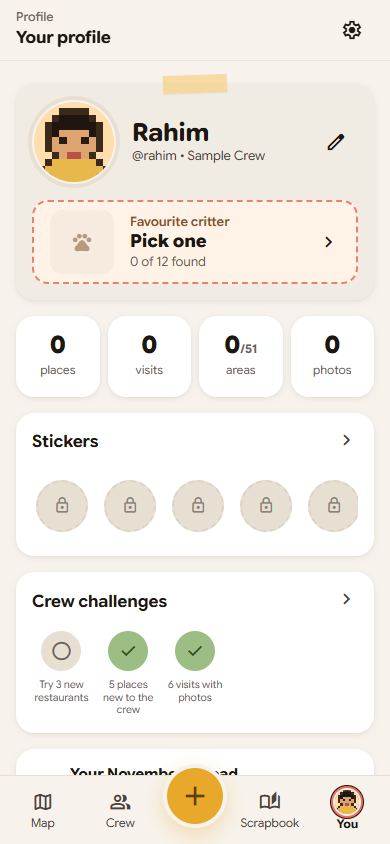 Profile
Your profile
Rahim
@rahim • Sample Crew
Favourite critter
Pick one
0 of 12 found
0
places
0
visits
0/51
areas
0
photos
Stickers
Crew challenges
Try 3 new
restaurants
5 places
new to the
crew
6 visits with
photos
Your
Map
Crew
Scrapbook
You